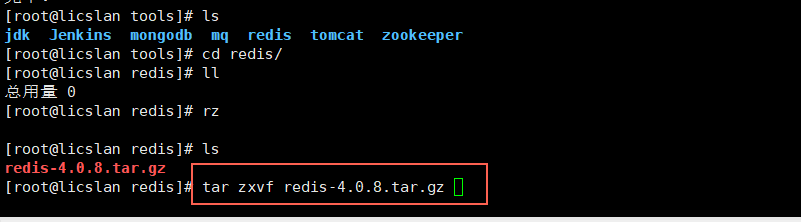 [root@licslan tools]# ls
jdk Jenkins mongodb mq redis tomcat zookeeper
[root@licslan tools]# cd redis/
[root@licslan redis]# ll
总用量 0
[root@licslan redis]# rz
[root@licslan redis]# ls
redis-4.0.8.tar.gz
[root@licslan redis]# tar zxvf redis-4.0.8.tar.gz